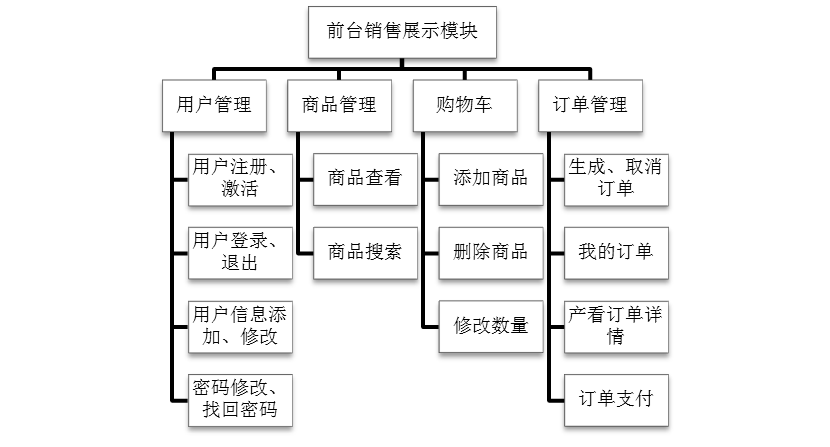 前台销售展示模块
用户管理
商品管理
购物车
订单管理
用户注册、
激活
用户登录、
退出
用户信息添
加、修改
密码修改、
找回密码
商品查看
商品搜索
添加商品
删除商品
修改数量
生成、取消
订单
我的订单
产看订单详
情
订单支付